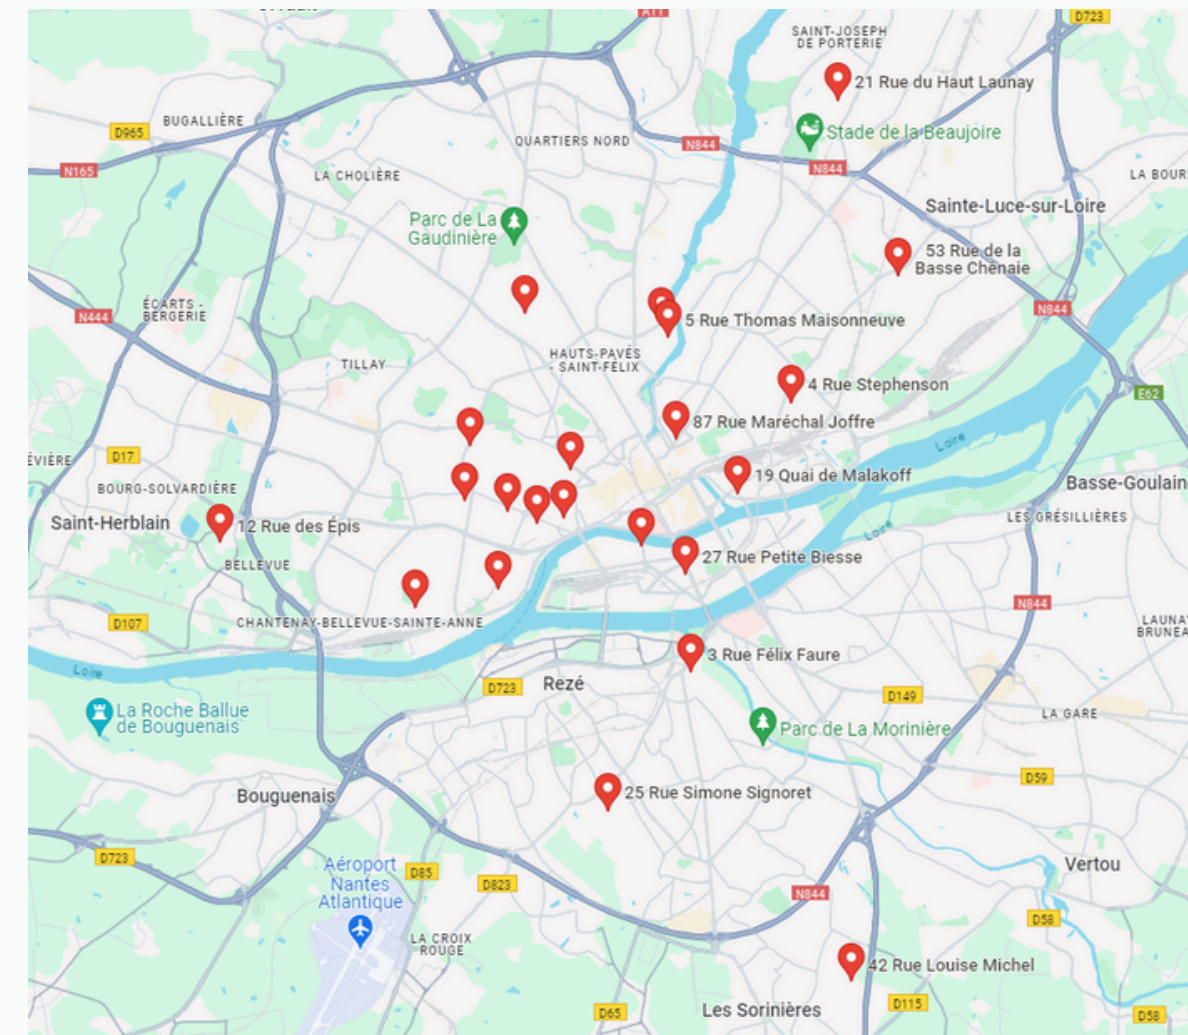 A11
D723
SAINT-JOSEPH
DE PORTERIE
21 Rue du Haut Launay
BUGALLIÈRE
D965
Stade de la Beaujoire
QUARTIERS NORD
N844
N844
N165
LA CHOLIÈRE
Parc de La
Gaudinière
Sainte-Luce-sur-Loire
53 Rue de la
Basse Chénaie
ÉCARTS -
BERGERIE
N444
N844
5 Rue Thomas Maisonneuve
HAUTS-PAVÉS
- SAINT-FÉLIX
TILLAY
4 Rue Stephenson
E62
87 Rue Maréchal Joffre
Loire
D17
19 Quai de Malakoff
BOURG-SOLVARDIÈRE
Basse-Goulain
Saint-Herblain
12 Rue des Épis
LES GRÉSILLIÈRES
Loire
27 Rue Petite Biesse
BELLEVUE
N844
D107
CHANTENAY-BELLEVUE-SAINTE-ANNE
3 Rue Félix Faure
Loire
D723
Rezé
D149
La Roche Ballue
de Bouguenais
LA GARE
Parc de La Morinière
D59
Bouguenais
25 Rue Simone Signoret
D723
Aéroport
Nantes
Atlantique
D85
D823
Vertou
N844
D58
LA CROIX
ROUGE
42 Rue Louise Michel
D65
Les Sorinières
D115
D58